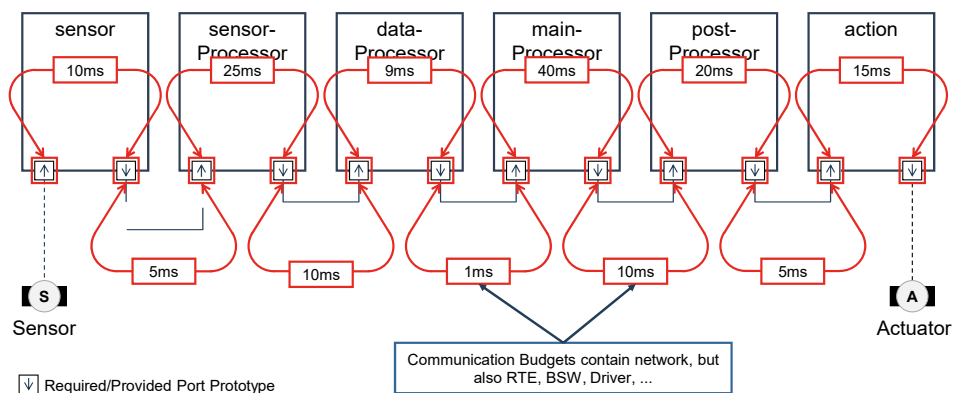 sensor
sensor-
Processor
data-
Processor
main-
Processor
post-
Processor
action
10ms
25ms
9ms
40ms
20ms
15ms
5ms
10ms
1ms
10ms
5ms
S
Sensor
A
Actuator
Communication Budgets contain network, but
also RTE, BSW, Driver, ...
Required/Provided Port Prototype